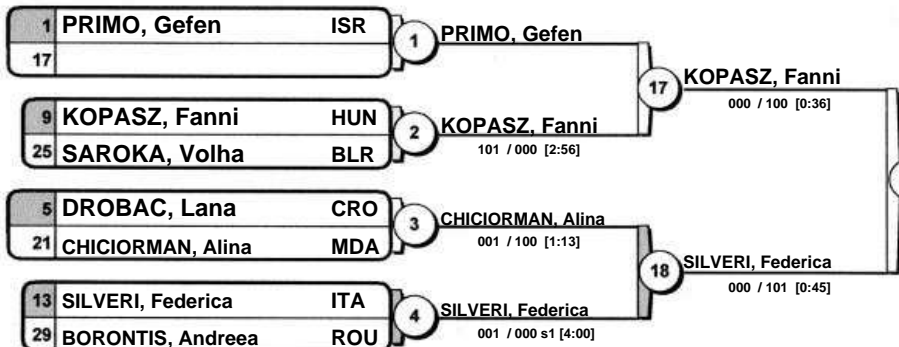 1 PRIMO, Gefen ISR
17
1 PRIMO, Gefen
9 KOPASZ, Fanni HUN
25 SAROKA, Volha BLR
2 KOPASZ, Fanni
101 / 000 [2:56]
17 KOPASZ, Fanni
000 / 100 [0:36]
5 DROBAC, Lana CRO
21 CHICIORMAN, Alina MDA
3 CHICIORMAN, Alina
001 / 100 [1:13]
13 SILVERI, Federica ITA
29 BORONTIS, Andreea ROU
4 SILVERI, Federica
001 / 000 s1 [4:00]
18 SILVERI, Federica
000 / 101 [0:45]